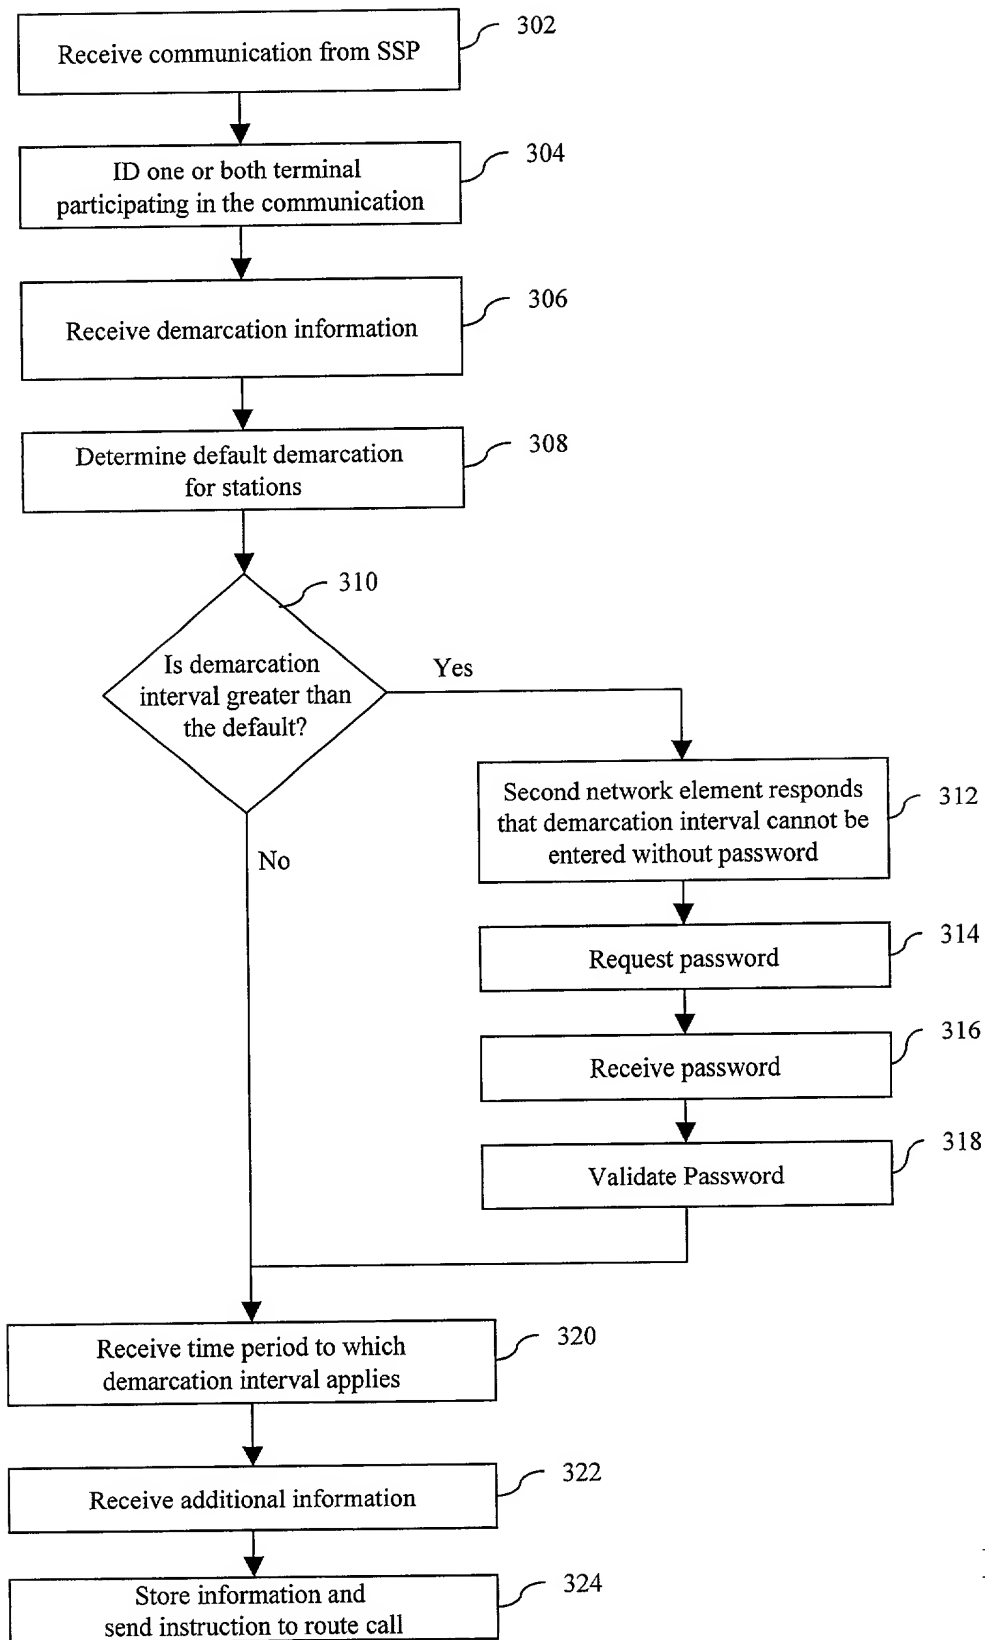 Receive communication from SSP
302
ID one or both terminal
participating in the communication
304
Receive demarcation information
306
Determine default demarcation
for stations
308
310
Is demarcation
interval greater than
the default?
Yes
No
Second network element responds
that demarcation interval cannot be
entered without password
312
Request password
314
Receive password
316
Validate Password
318
Receive time period to which
demarcation interval applies
320
Receive additional information
322
Store information and
send instruction to route call
324